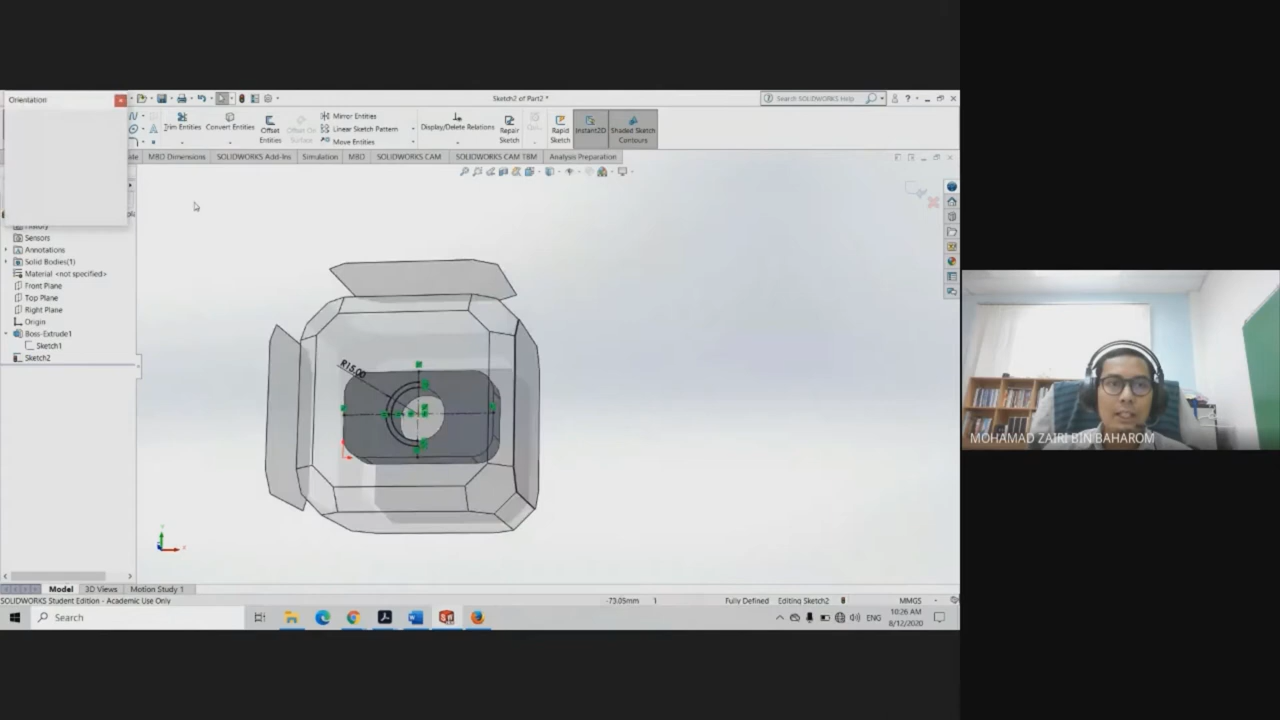 Orientation
Sketch2 of Part2 *
Search SOLIDWORKS Help
Trim Entities
Convert Entities
Offset
Entities
Offset On
Surface
Mirror Entities
Linear Sketch Pattern
Move Entities
Display/Delete Relations
Repair
Sketch
Rapid
Sketch
Instant2D
Shaded Sketch
Contours
MBD Dimensions
SOLIDWORKS Add-Ins
Simulation
MBD
SOLIDWORKS CAM
SOLIDWORKS CAM TBM
Analysis Preparation
History
Sensors
Annotations
Solid Bodies(1)
Material <not specified>
Front Plane
Top Plane
Right Plane
Origin
Boss-Extrude1
Sketch1
Sketch2
R15.00
MOHAMAD ZAIRI BIN BAHAROM
Model
3D Views
Motion Study 1
SOLIDWORKS Student Edition - Academic Use Only
-73.05mm
Fully Defined
Editing Sketch2
MMGS
Search
ENG
10:26 AM
8/12/2020